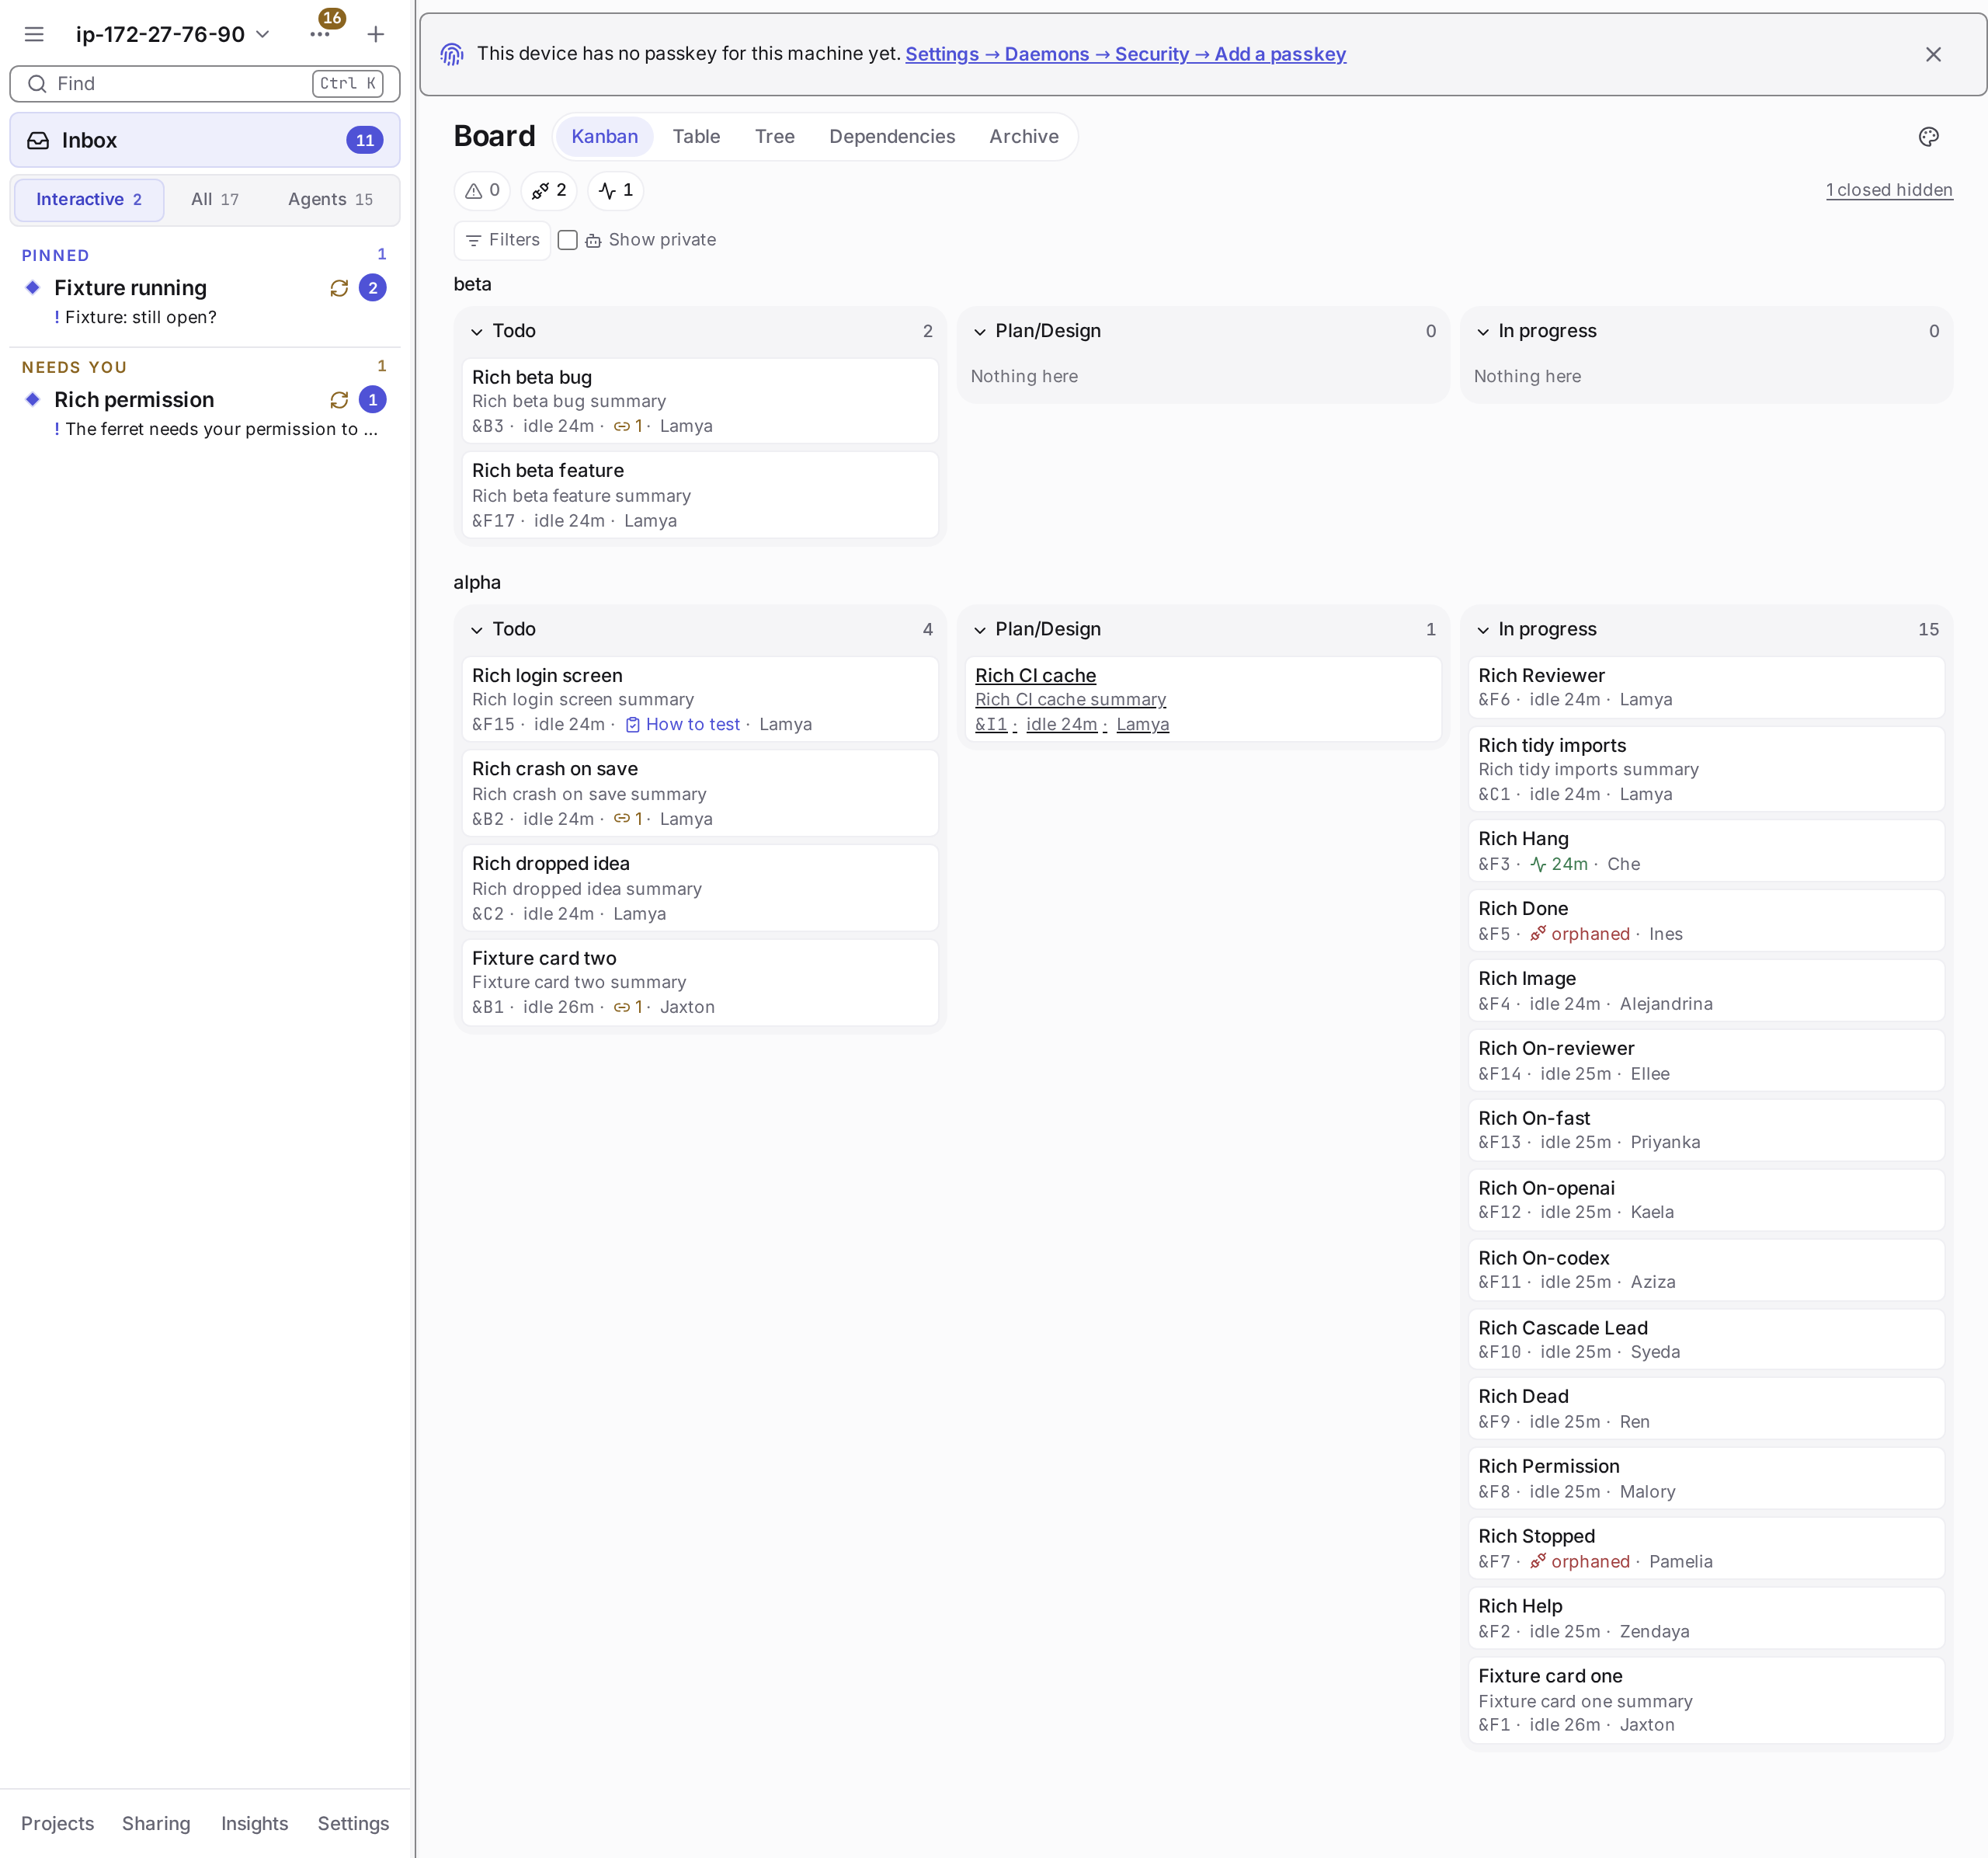 ip-172-27-76-90
16
Find
Ctrl K
Inbox
11
Interactive 2
All 17
Agents 15
PINNED
1
Fixture running
2
! Fixture: still open?
NEEDS YOU
1
Rich permission
1
! The ferret needs your permission to ...
Projects
Sharing
Insights
Settings
This device has no passkey for this machine yet. Settings → Daemons → Security → Add a passkey
Board
Kanban
Table
Tree
Dependencies
Archive
0
2
1
1 closed hidden
Filters
Show private
beta
Todo
2
Rich beta bug
Rich beta bug summary
&B3 · idle 24m · 1 · Lamya
Rich beta feature
Rich beta feature summary
&F17 · idle 24m · Lamya
Plan/Design
0
Nothing here
In progress
0
Nothing here
alpha
Todo
4
Rich login screen
Rich login screen summary
&F15 · idle 24m · How to test · Lamya
Rich crash on save
Rich crash on save summary
&B2 · idle 24m · 1 · Lamya
Rich dropped idea
Rich dropped idea summary
&C2 · idle 24m · Lamya
Fixture card two
Fixture card two summary
&B1 · idle 26m · 1 · Jaxton
Plan/Design
1
Rich CI cache
Rich CI cache summary
&I1 · idle 24m · Lamya
In progress
15
Rich Reviewer
&F6 · idle 24m · Lamya
Rich tidy imports
Rich tidy imports summary
&C1 · idle 24m · Lamya
Rich Hang
&F3 · 24m · Che
Rich Done
&F5 · orphaned · Ines
Rich Image
&F4 · idle 24m · Alejandrina
Rich On-reviewer
&F14 · idle 25m · Ellee
Rich On-fast
&F13 · idle 25m · Priyanka
Rich On-openai
&F12 · idle 25m · Kaela
Rich On-codex
&F11 · idle 25m · Aziza
Rich Cascade Lead
&F10 · idle 25m · Syeda
Rich Dead
&F9 · idle 25m · Ren
Rich Permission
&F8 · idle 25m · Malory
Rich Stopped
&F7 · orphaned · Pamelia
Rich Help
&F2 · idle 25m · Zendaya
Fixture card one
Fixture card one summary
&F1 · idle 26m · Jaxton